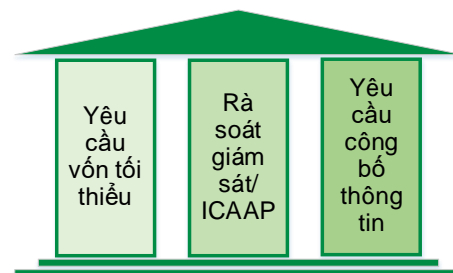 Yêu
cầu
vốn tối
thiểu
Rà
soát
giám
sát/
ICAAP
Yêu
cầu
công
bố
thông
tin